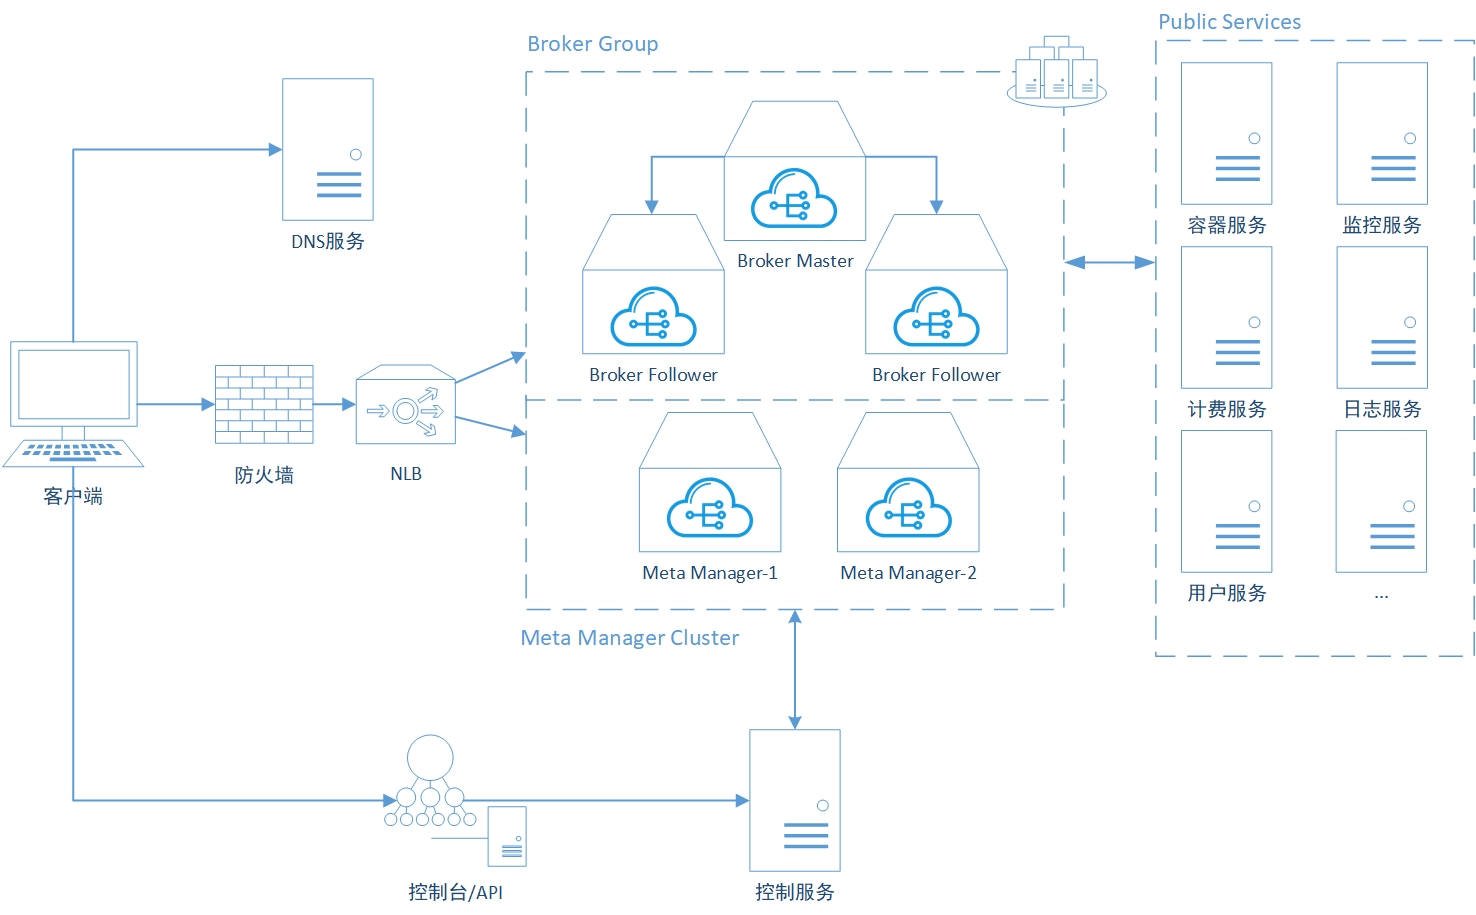 Public Services
Broker Group
容器服务
监控服务
DNS服务
Broker Master
Broker Follower
Broker Follower
计费服务
日志服务
防火墙
NLB
客户端
Meta Manager-1
Meta Manager-2
用户服务
...
Meta Manager Cluster
控制台/API
控制服务